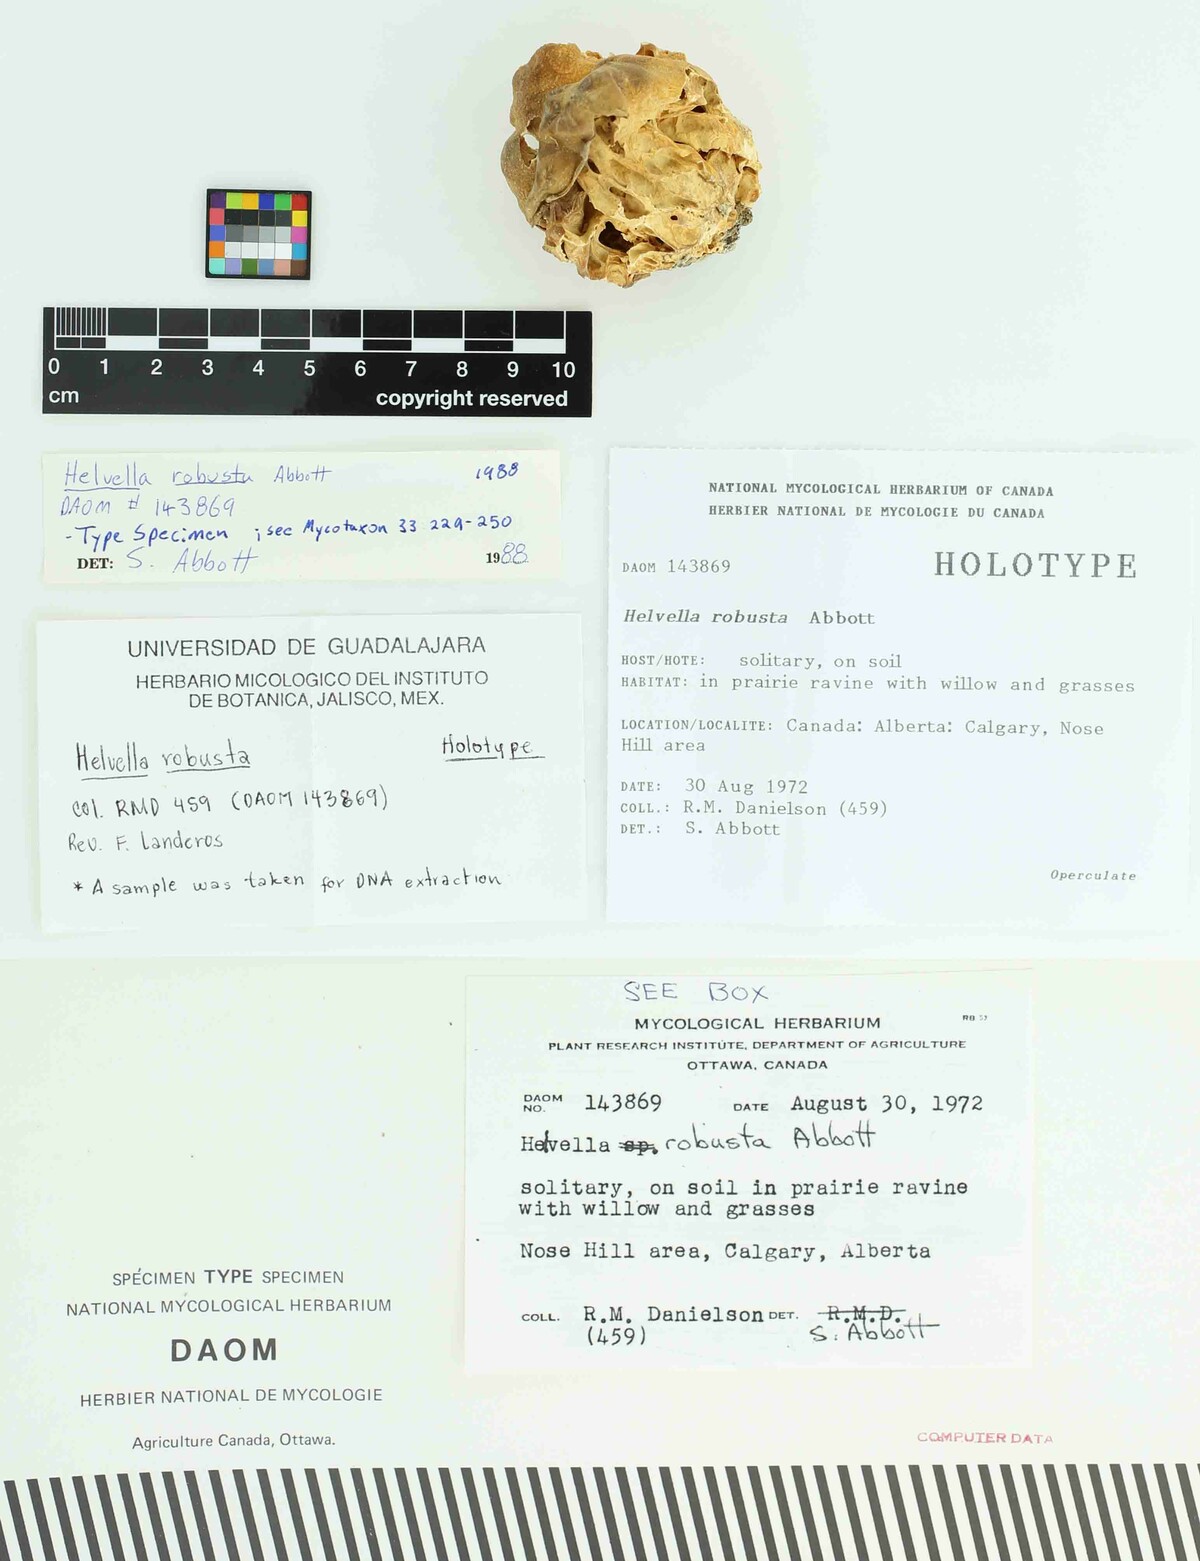 0 1 2 3 4 5 6 7 8 9 10
cm
copyright reserved
Helvella robusta Abbott 1988
DAOM # 143869
- Type Specimen ; see Mycotaxon 33 229-250
DET: S. Abbott 1988
UNIVERSIDAD DE GUADALAJARA
HERBARIO MICOLOGICO DEL INSTITUTO
DE BOTANICA, JALISCO, MEX.
Helvella robusta Holotype
col. RMD 459 (DAOM 143869)
Rev. F. Landeros
* A sample was taken for DNA extraction
NATIONAL MYCOLOGICAL HERBARIUM OF CANADA
HERBIER NATIONAL DE MYCOLOGIE DU CANADA
DAOM 143869 HOLOTYPE
Helvella robusta Abbott
HOST/HOTE: solitary, on soil
HABITAT: in prairie ravine with willow and grasses
LOCATION/LOCALITE: Canada: Alberta: Calgary, Nose
Hill area
DATE: 30 Aug 1972
COLL.: R.M. Danielson (459)
DET.: S. Abbott
Operculate
SEE BOX
MYCOLOGICAL HERBARIUM
PLANT RESEARCH INSTITUTE, DEPARTMENT OF AGRICULTURE
OTTAWA, CANADA
DAOM
NO. 143869 DATE August 30, 1972
Helvella sp. robusta Abbott
solitary, on soil in prairie ravine
with willow and grasses
Nose Hill area, Calgary, Alberta
COLL. R.M. Danielson DET. R.M.D.
(459) S. Abbott
SPÉCIMEN TYPE SPECIMEN
NATIONAL MYCOLOGICAL HERBARIUM
DAOM
HERBIER NATIONAL DE MYCOLOGIE
Agriculture Canada, Ottawa.
COMPUTER DATA